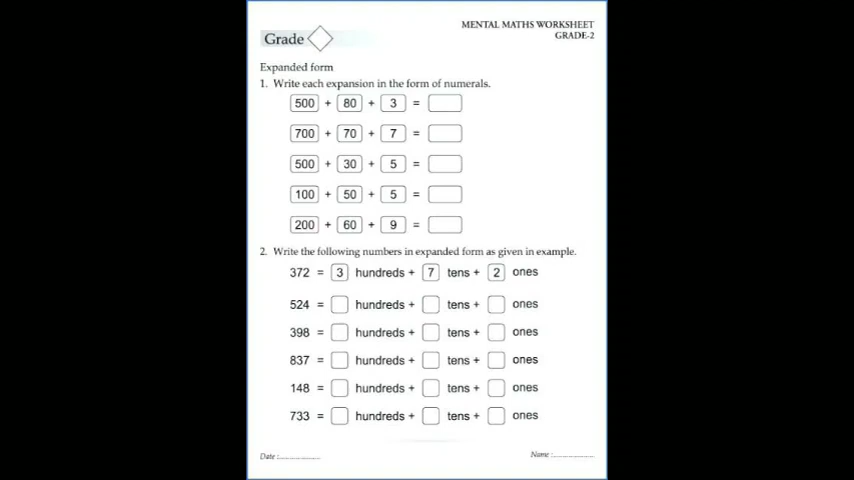 MENTAL MATHS WORKSHEET
GRADE-2
Grade
Expanded form
1. Write each expansion in the form of numerals.
500 + 80 + 3 =
700 + 70 + 7 =
500 + 30 + 5 =
100 + 50 + 5 =
200 + 60 + 9 =
2. Write the following numbers in expanded form as given in example.
372 = 3 hundreds + 7 tens + 2 ones
524 = hundreds + tens + ones
398 = hundreds + tens + ones
837 = hundreds + tens + ones
148 = hundreds + tens + ones
733 = hundreds + tens + ones
Date :.................... Name :....................